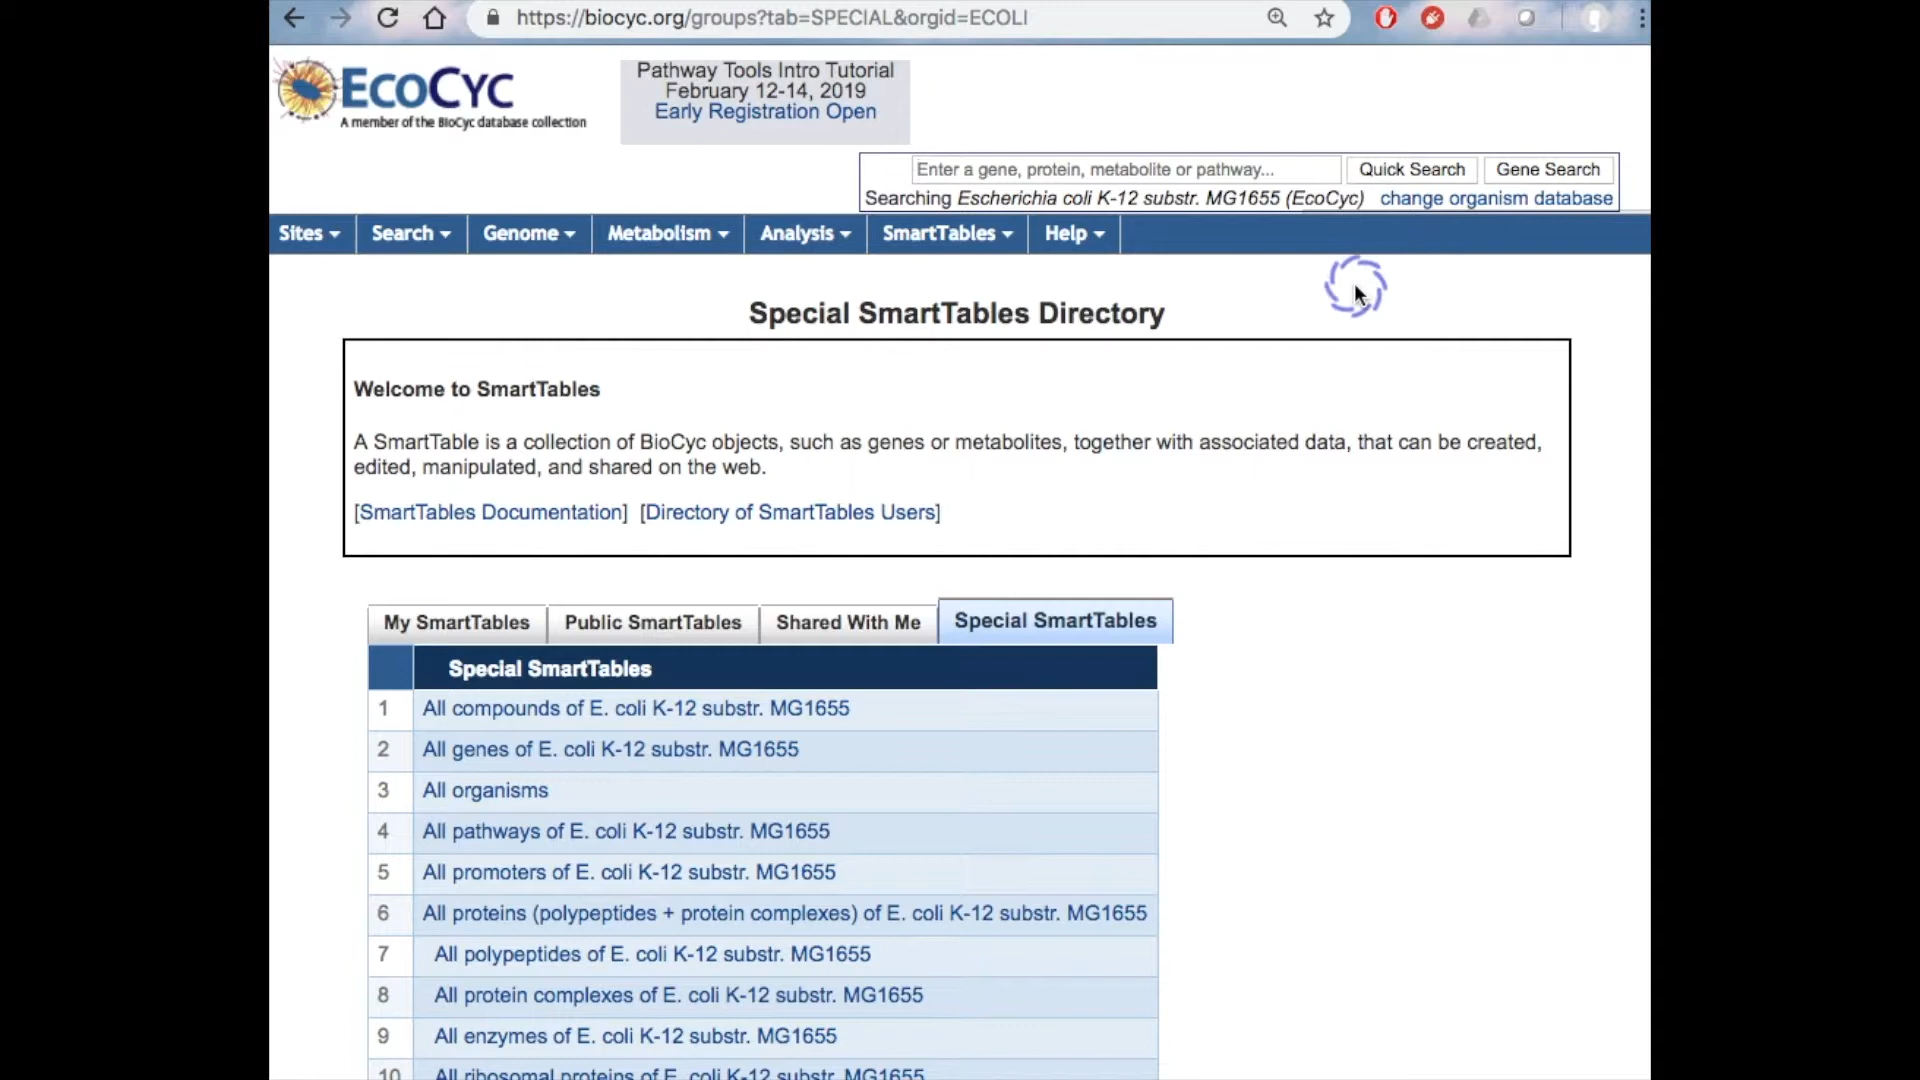 https://biocyc.org/groups?tab=SPECIAL&orgid=ECOLI
EcoCyc
A member of the BioCyc database collection
Pathway Tools Intro Tutorial
February 12-14, 2019
Early Registration Open
Enter a gene, protein, metabolite or pathway... Quick Search Gene Search
Searching Escherichia coli K-12 substr. MG1655 (EcoCyc) change organism database
Sites Search Genome Metabolism Analysis SmartTables Help
Special SmartTables Directory
Welcome to SmartTables
A SmartTable is a collection of BioCyc objects, such as genes or metabolites, together with associated data, that can be created,
edited, manipulated, and shared on the web.
[SmartTables Documentation] [Directory of SmartTables Users]
My SmartTables Public SmartTables Shared With Me Special SmartTables
Special SmartTables
1 All compounds of E. coli K-12 substr. MG1655
2 All genes of E. coli K-12 substr. MG1655
3 All organisms
4 All pathways of E. coli K-12 substr. MG1655
5 All promoters of E. coli K-12 substr. MG1655
6 All proteins (polypeptides + protein complexes) of E. coli K-12 substr. MG1655
7 All polypeptides of E. coli K-12 substr. MG1655
8 All protein complexes of E. coli K-12 substr. MG1655
9 All enzymes of E. coli K-12 substr. MG1655
10 All ribosomal proteins of E. coli K-12 substr. MG1655